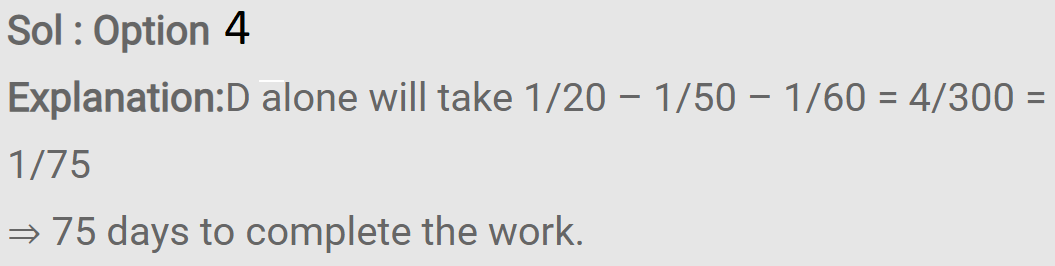 Sol : Option 4
Explanation:D alone will take 1/20 – 1/50 – 1/60 = 4/300 =
1/75
⇒ 75 days to complete the work.